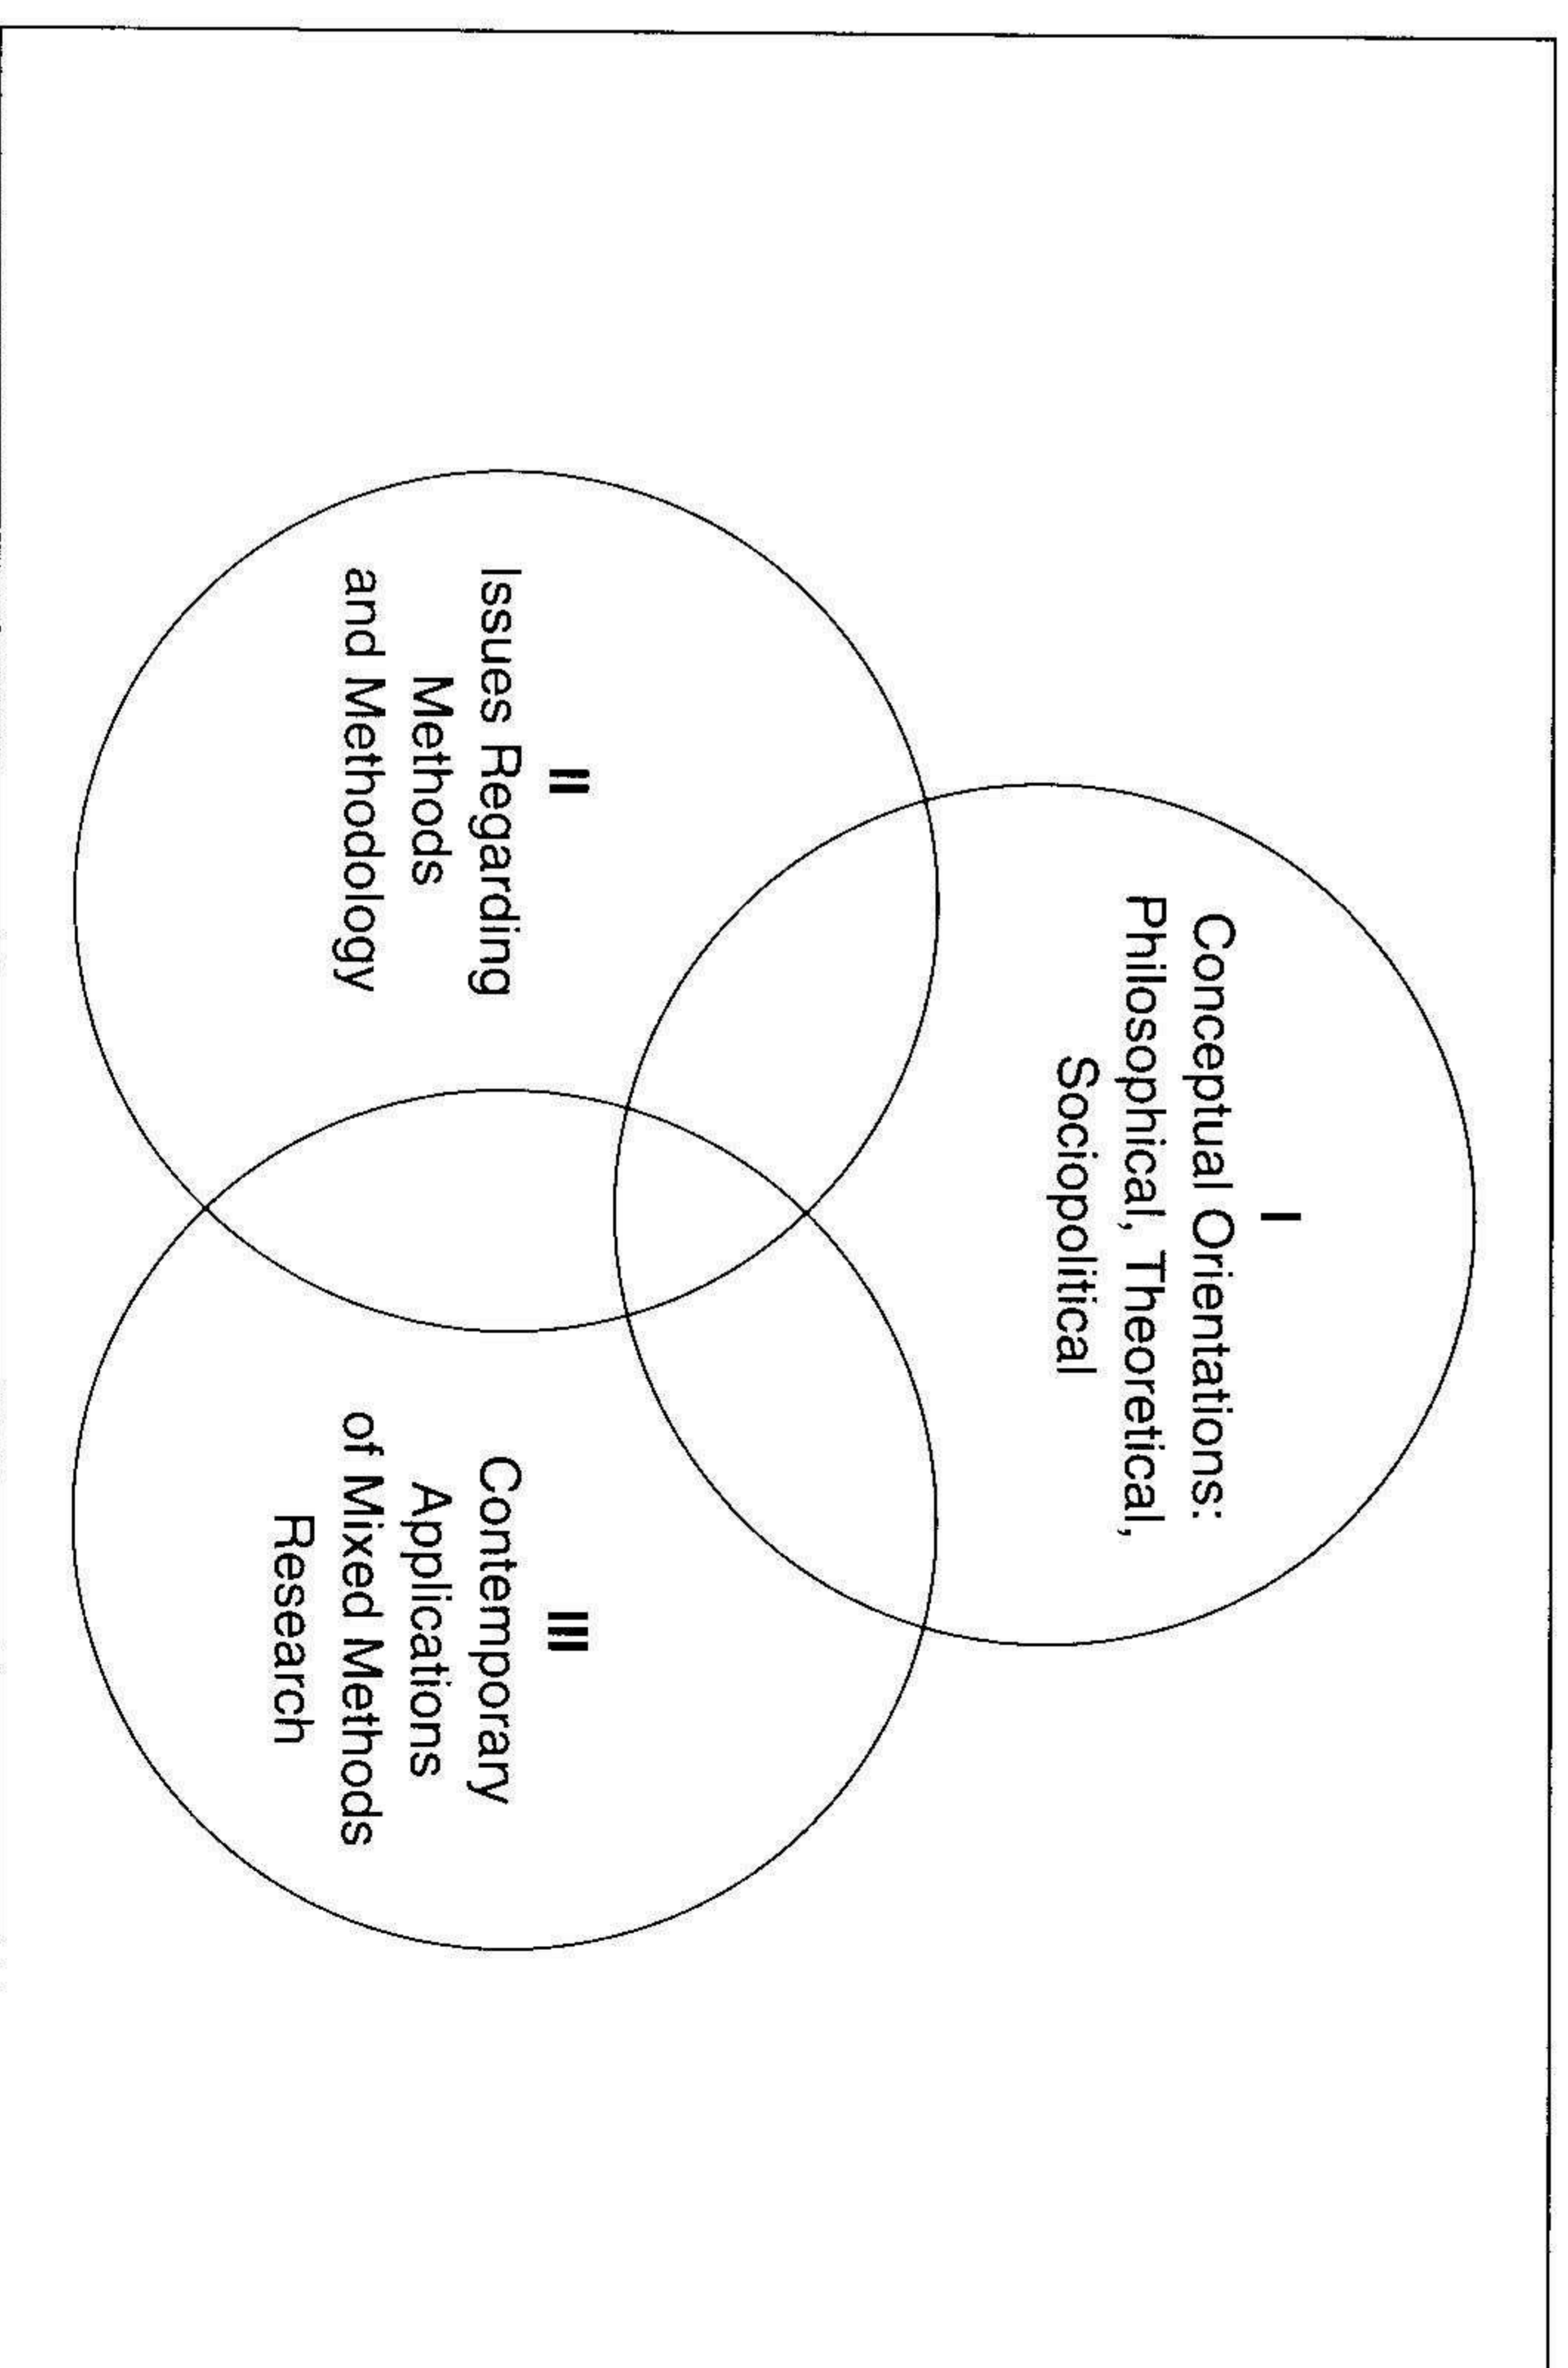 I
Conceptual Orientations:
Philosophical, Theoretical,
Sociopolitical
II
Issues Regarding
Methods
and Methodology
III
Contemporary
Applications
of Mixed Methods
Research